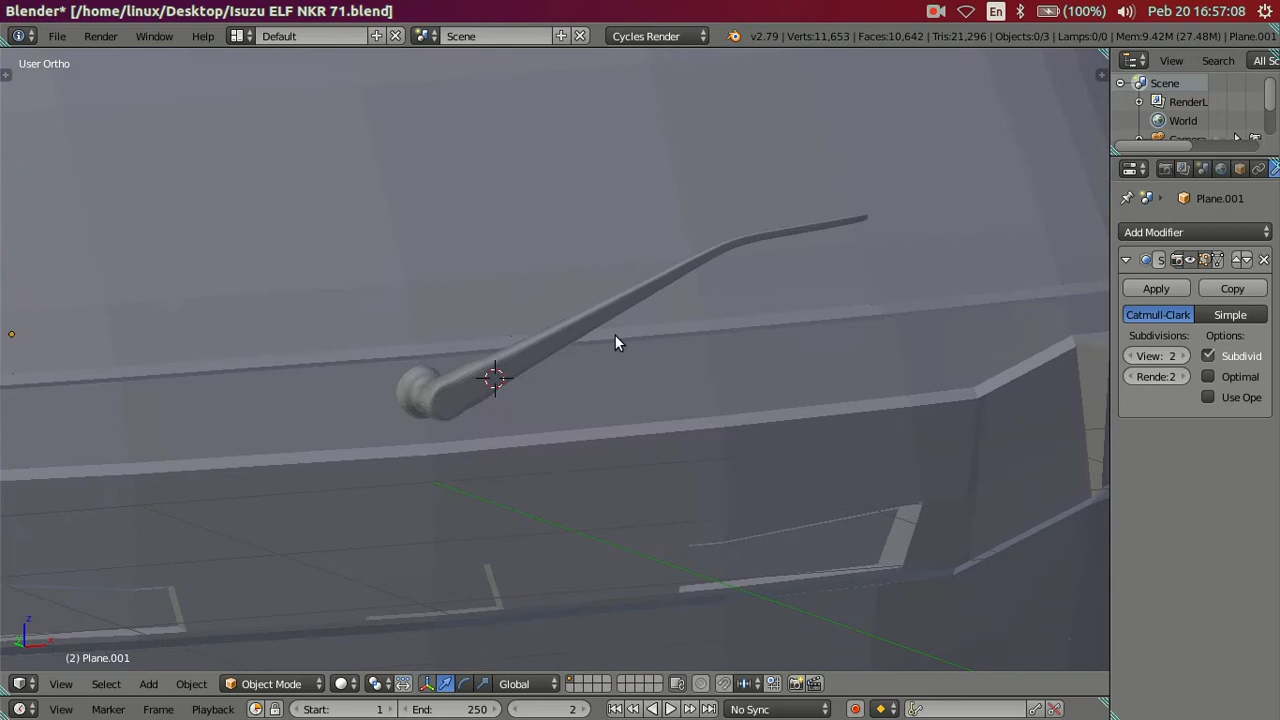 Blender* [/home/linux/Desktop/Isuzu ELF NKR 71.blend]
En (100%) Peb 20 16:57:08
File Render Window Help Default Scene Cycles Render v2.79 | Verts:11,653 | Faces:10,642 | Tris:21,296 | Objects:0/3 | Lamps:0/0 | Mem:9.42M (27.48M) | Plane.001
User Ortho
View Search All Sc
Scene
RenderL
World
Camera
Plane.001
Add Modifier
S
Apply Copy
Catmull-Clark Simple
Subdivisions: Options:
View: 2 Subdivid
Rende:2 Optimal
Use Ope
z
y x
(2) Plane.001
View Select Add Object Object Mode Global
View Marker Frame Playback Start: 1 End: 250 2 No Sync